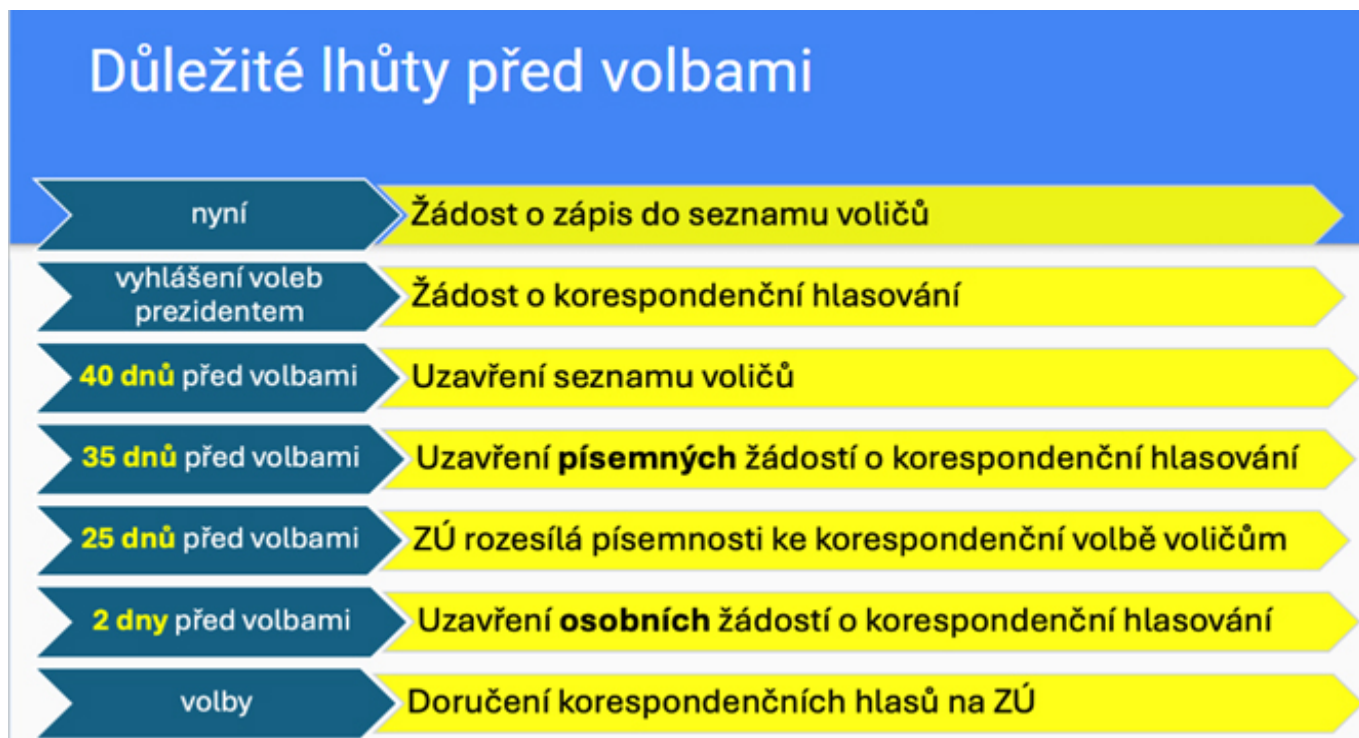 Důležité lhůty před volbami
nyní
Žádost o zápis do seznamu voličů
vyhlášení voleb
prezidentem
Žádost o korespondenční hlasování
40 dnů před volbami
Uzavření seznamu voličů
35 dnů před volbami
Uzavření písemných žádostí o korespondenční hlasování
25 dnů před volbami
ZÚ rozesílá písemnosti ke korespondenční volbě voličům
2 dny před volbami
Uzavření osobních žádostí o korespondenční hlasování
volby
Doručení korespondenčních hlasů na ZÚ